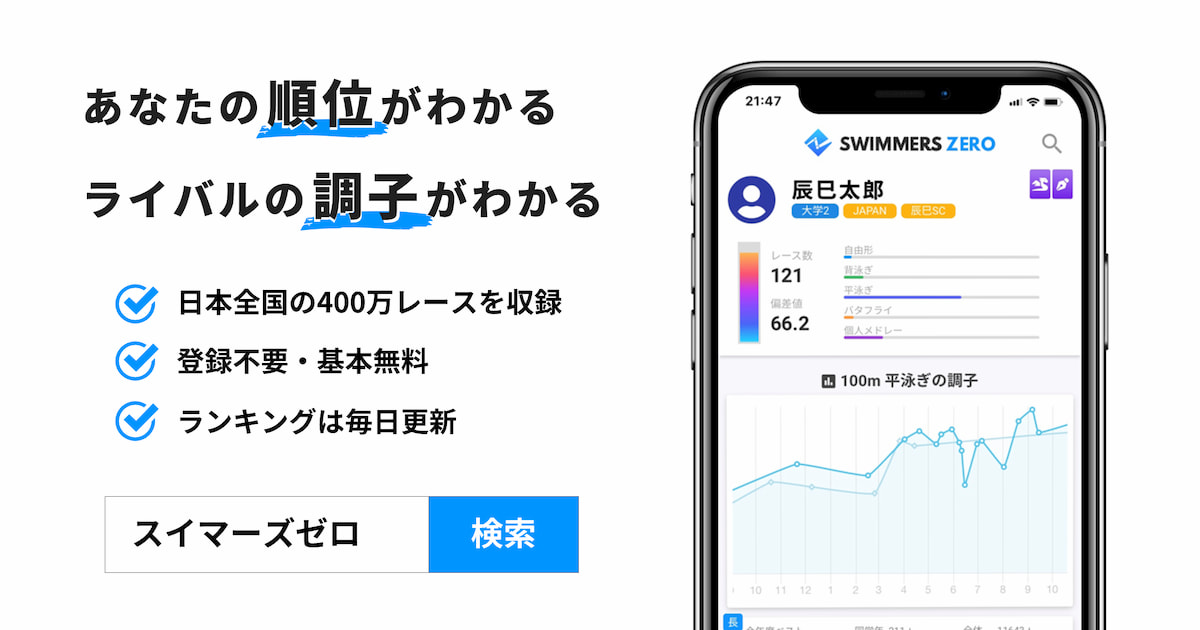 あなたの順位がわかる
ライバルの調子がわかる
日本全国の400万レースを収録
登録不要・基本無料
ランキングは毎日更新
スイマーズゼロ
検索
21:47
SWIMMERS ZERO
辰巳太郎
大学2 JAPAN 辰巳SC
レース数
121
偏差値
66.2
自由形
背泳ぎ
平泳ぎ
バタフライ
個人メドレー
100m 平泳ぎの調子
10 11 12 1 2 3 4 5 6 7 8 9 10
長